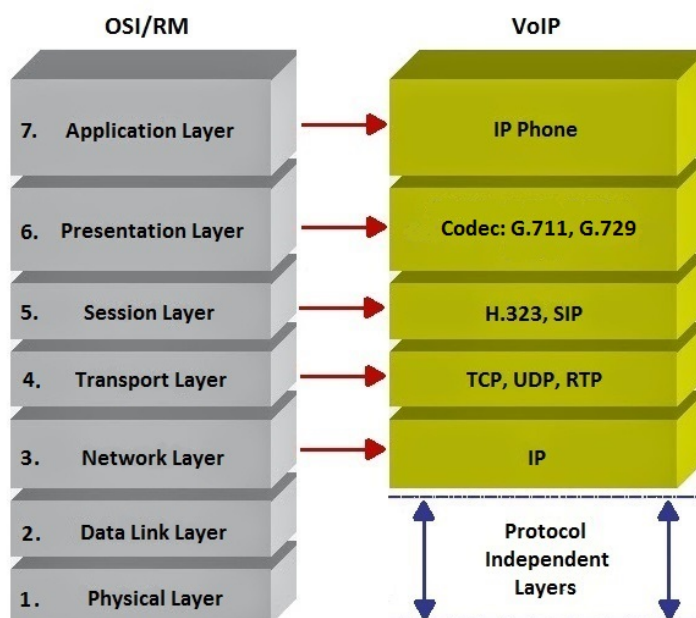 OSI/RM
VoIP
7. Application Layer
IP Phone
6. Presentation Layer
Codec: G.711, G.729
5. Session Layer
H.323, SIP
4. Transport Layer
TCP, UDP, RTP
3. Network Layer
IP
2. Data Link Layer
Protocol
Independent
Layers
1. Physical Layer